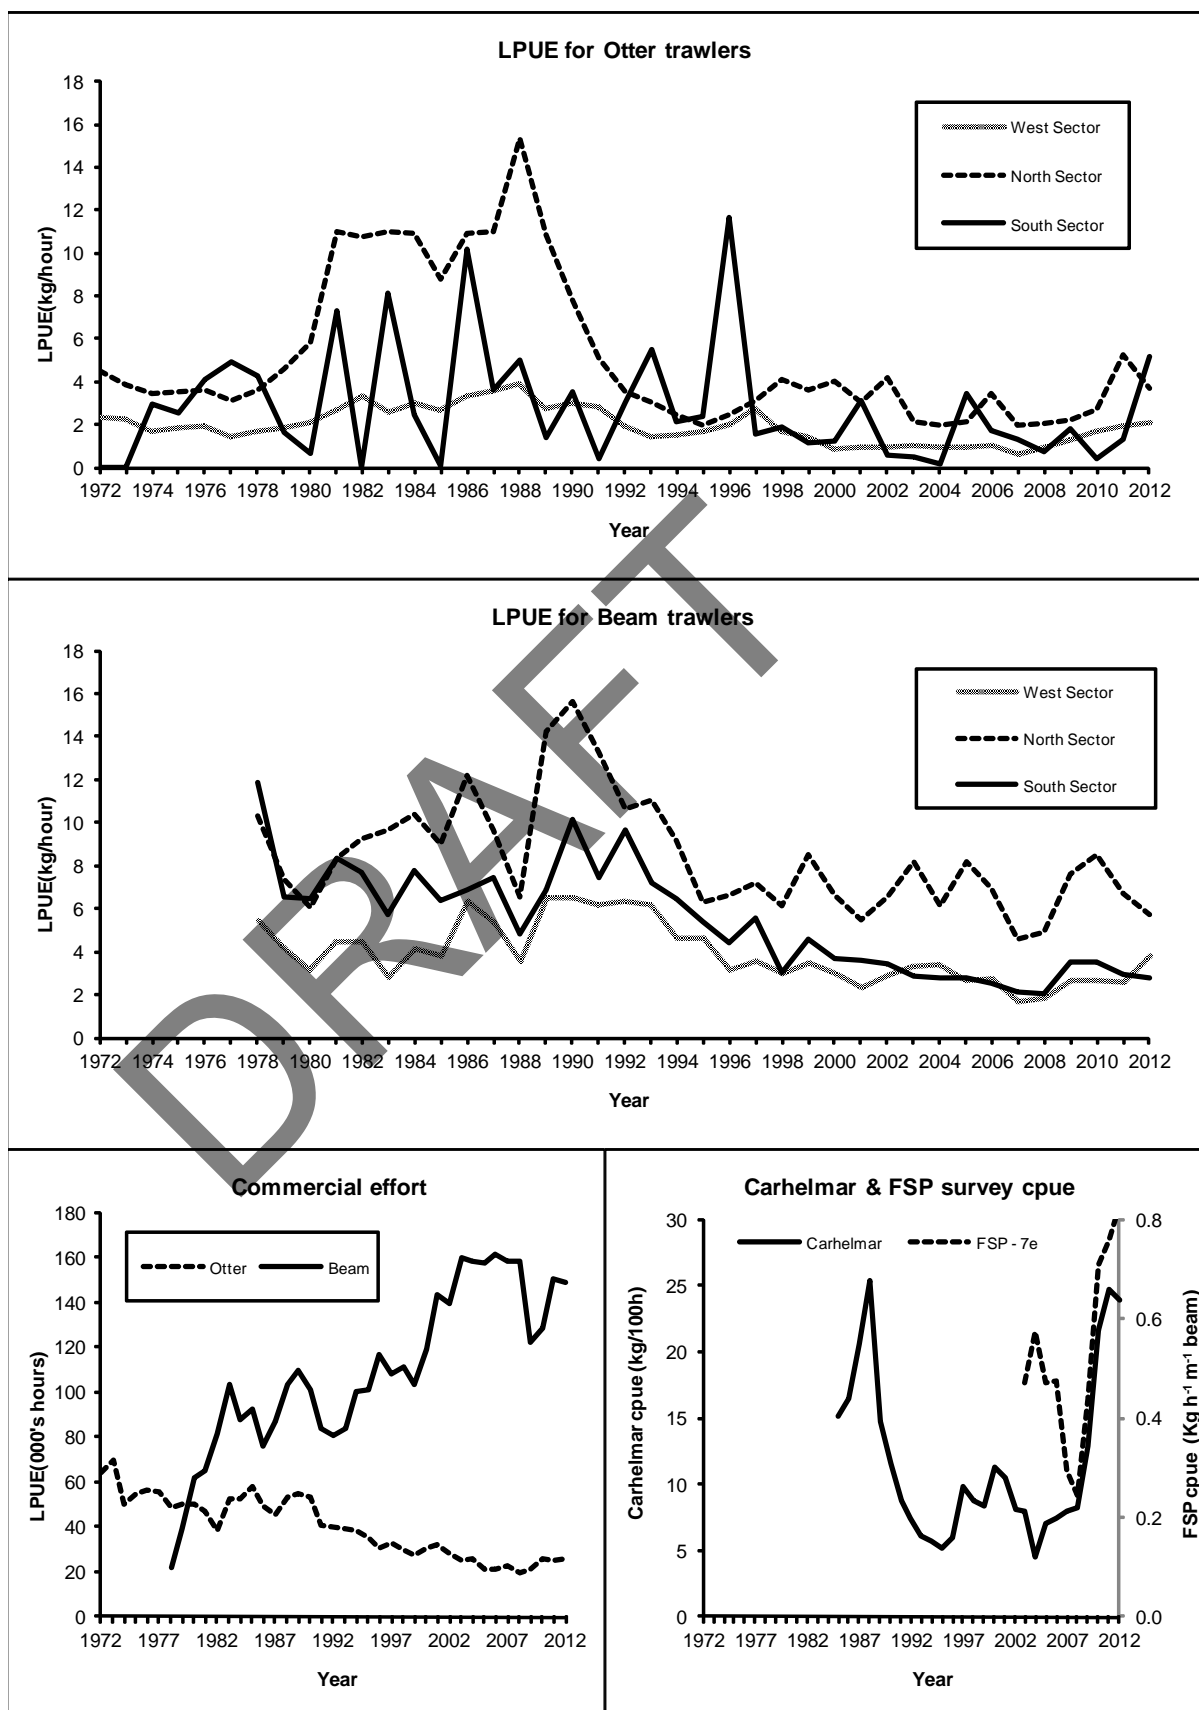 LPUE for Otter trawlers
18
16
14
12
10
8
6
4
2
0
LPUE(kg/hour)
West Sector
North Sector
South Sector
1972 1974 1976 1978 1980 1982 1984 1986 1988 1990 1992 1994 1996 1998 2000 2002 2004 2006 2008 2010 2012
Year
LPUE for Beam trawlers
18
16
14
12
10
8
6
4
2
0
LPUE(kg/hour)
West Sector
North Sector
South Sector
1972 1974 1976 1978 1980 1982 1984 1986 1988 1990 1992 1994 1996 1998 2000 2002 2004 2006 2008 2010 2012
Year
DRAFT
Commercial effort
180
160
140
120
100
80
60
40
20
0
LPUE(000's hours)
Otter Beam
1972 1977 1982 1987 1992 1997 2002 2007 2012
Year
Carhelmar & FSP survey cpue
30
25
20
15
10
5
0
Carhelmar cpue (kg/100h)
Carhelmar FSP - 7e
0.8
0.6
0.4
0.2
0.0
FSP cpue (Kg h⁻¹ m⁻¹ beam)
1972 1977 1982 1987 1992 1997 2002 2007 2012
Year